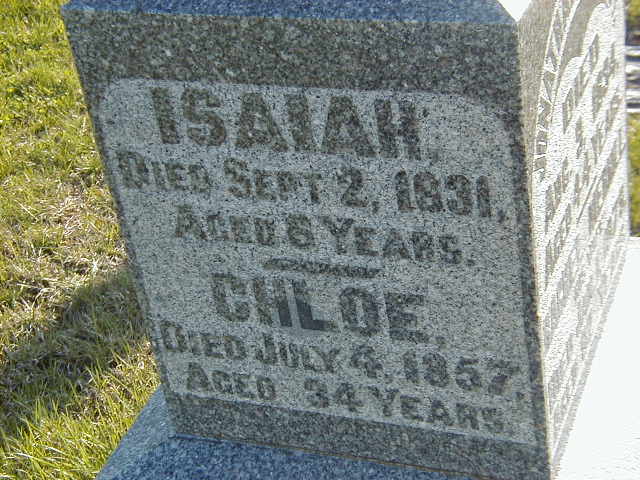 ISAIAH.
DIED SEPT 2, 1831,
AGED 6 YEARS.
CHLOE.
DIED JULY 4, 1857,
AGED 34 YEARS.